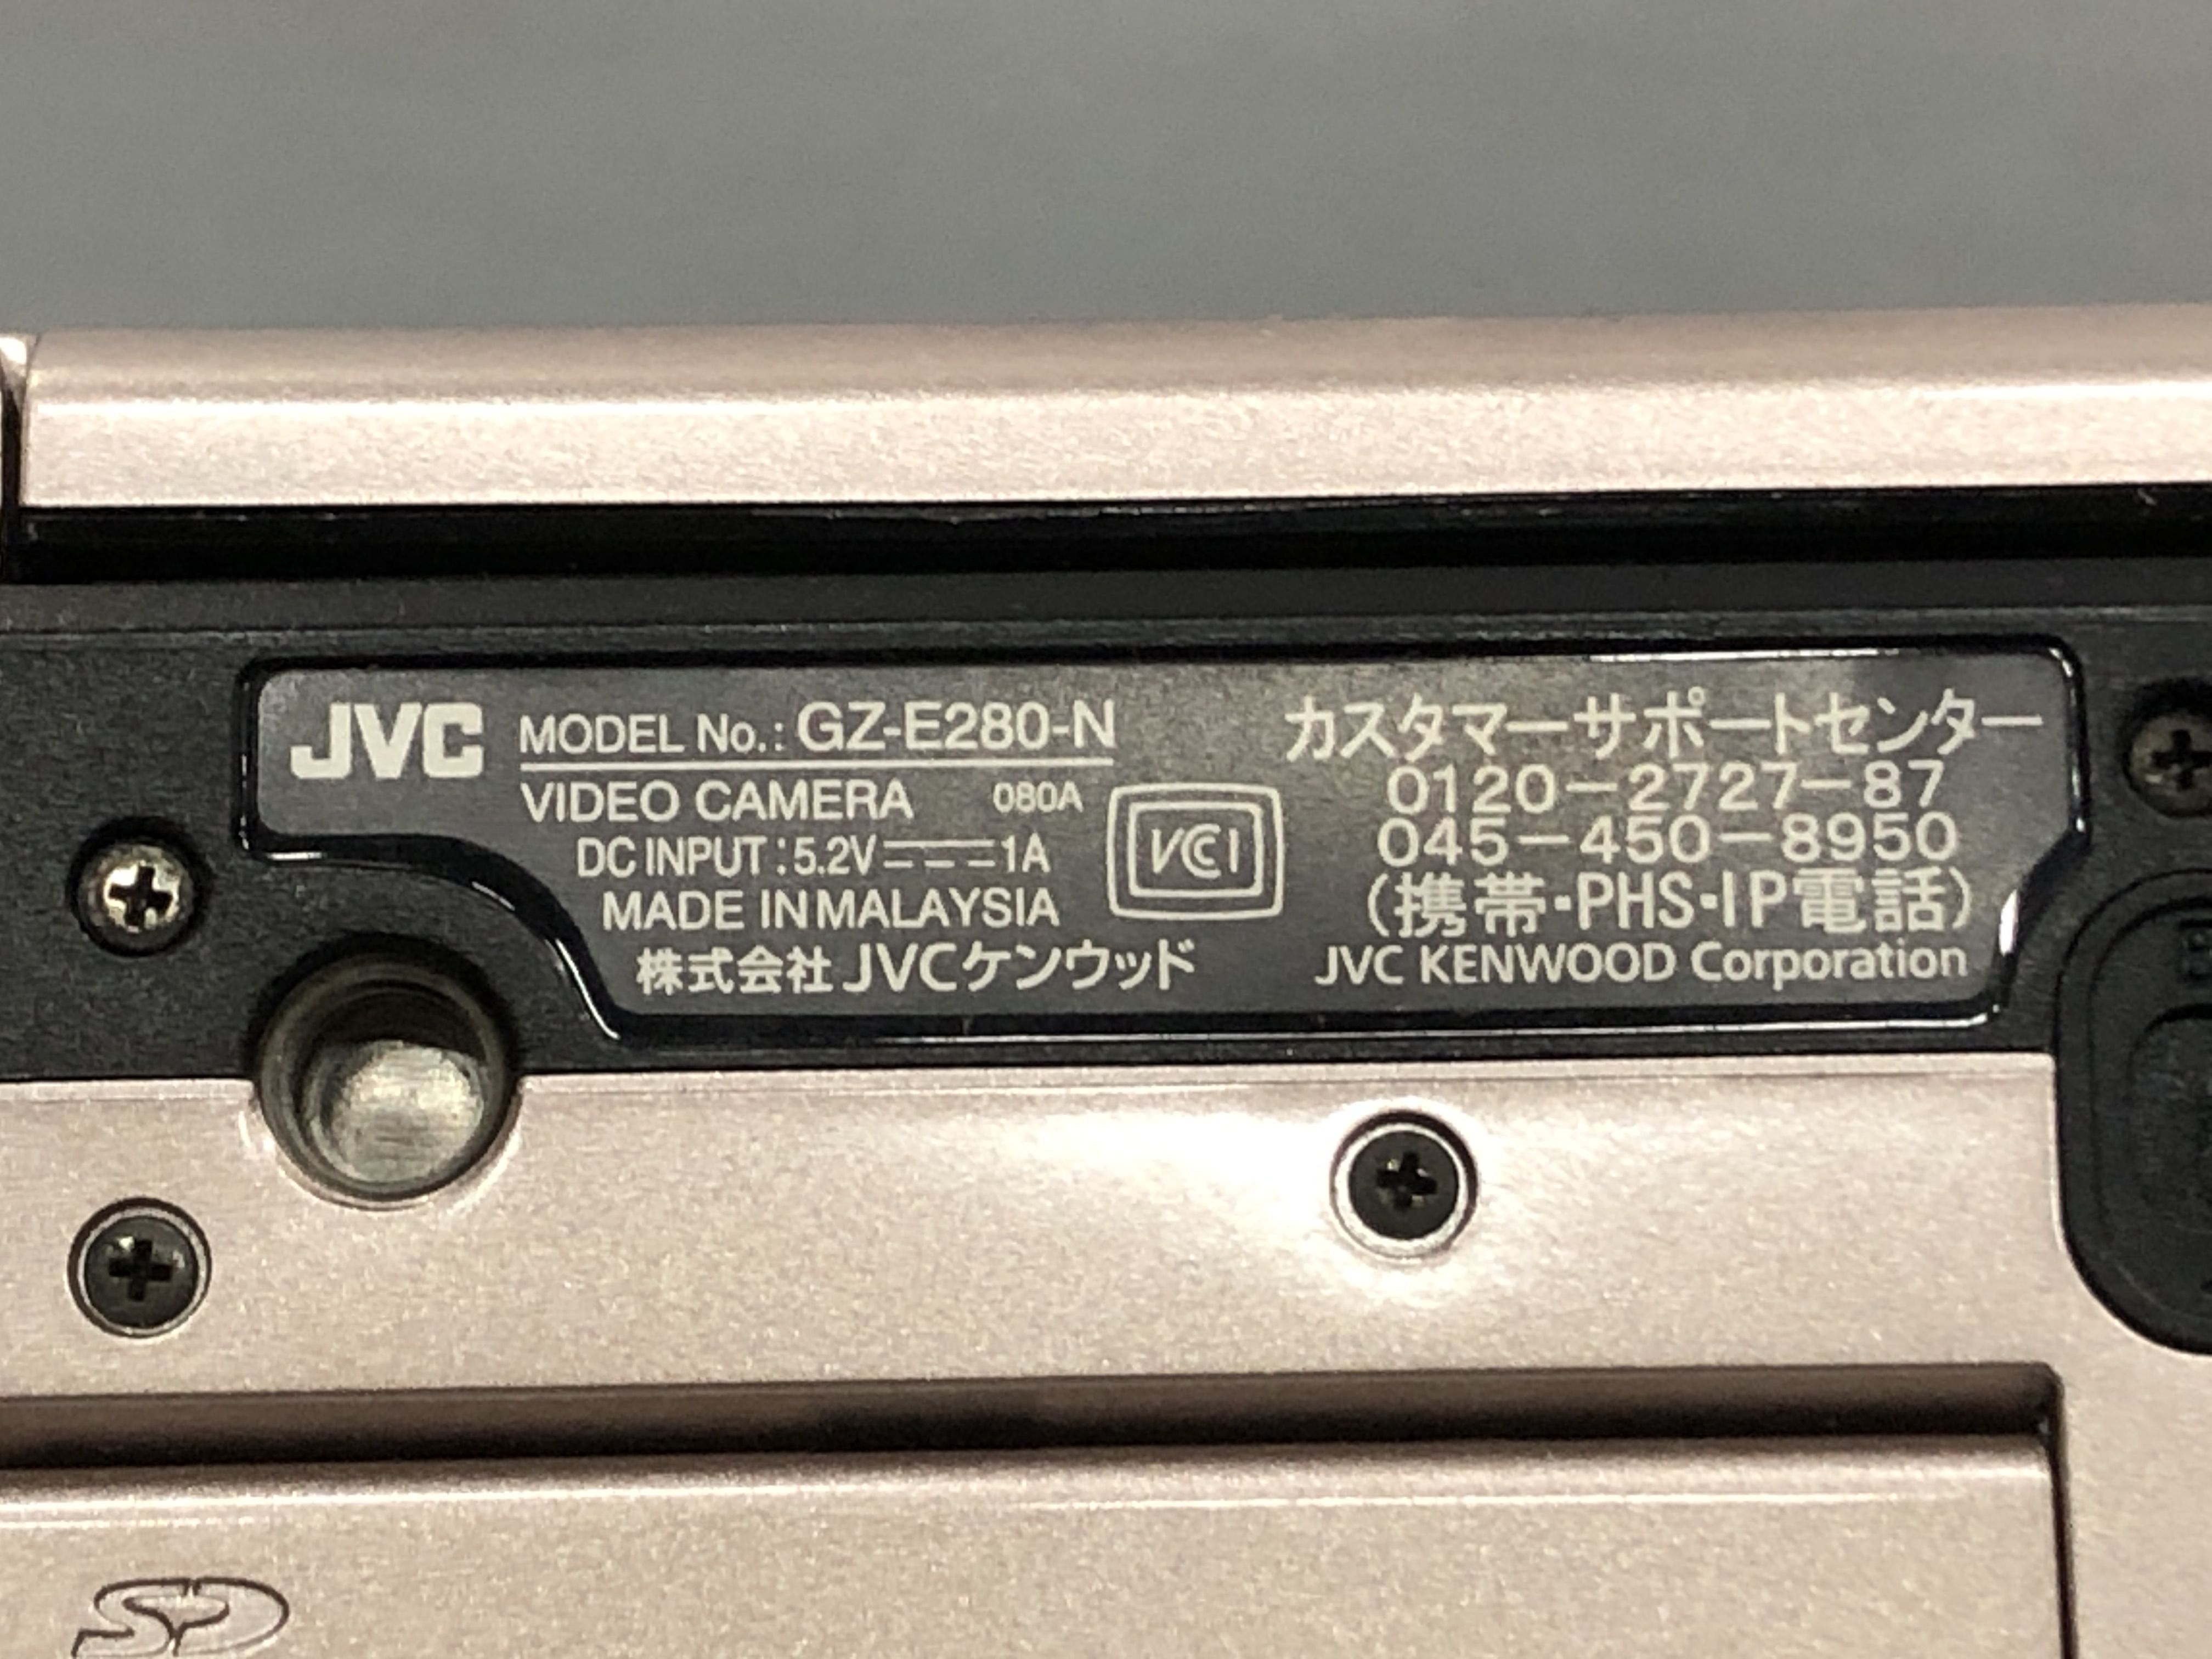 JVC MODEL No.: GZ-E280-N
VIDEO CAMERA 080A
DC INPUT : 5.2V 1A
MADE IN MALAYSIA
株式会社 JVCケンウッド
VCCI
カスタマーサポートセンター
0120-2727-87
045-450-8950
(携帯・PHS・IP電話)
JVC KENWOOD Corporation
SD